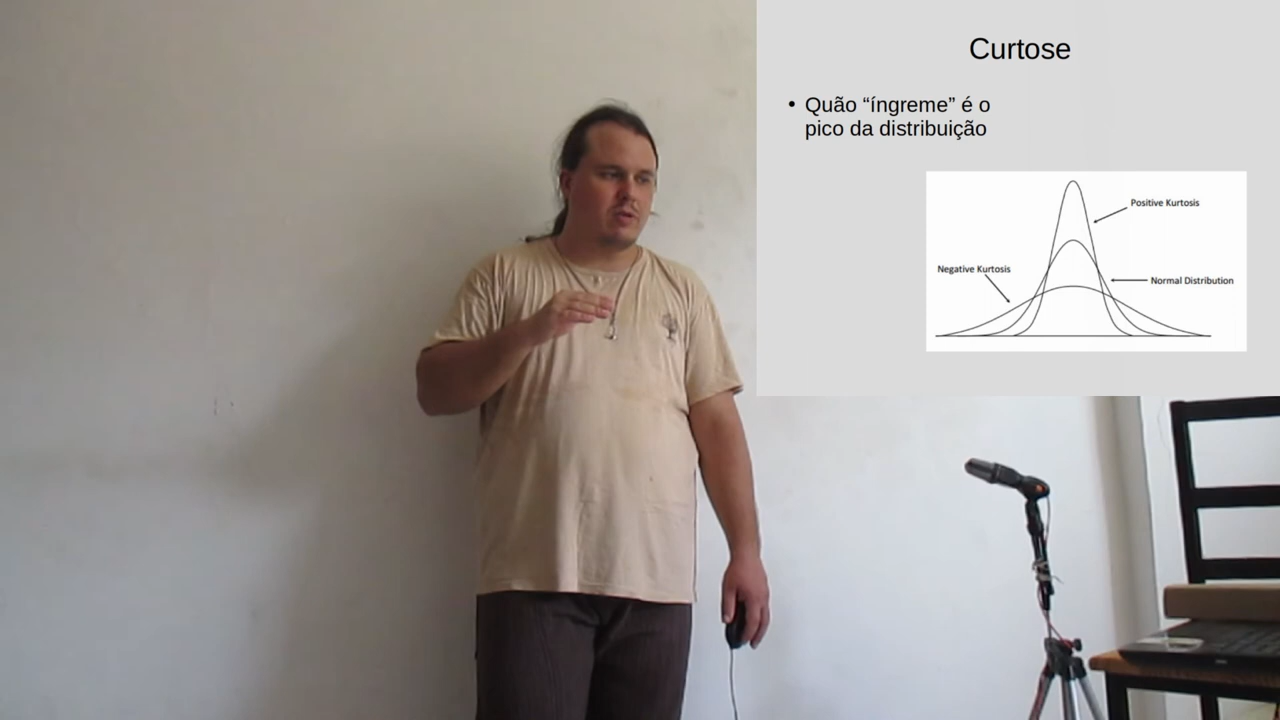 Curtose
• Quão “íngreme” é o
pico da distribuição
Positive Kurtosis
Negative Kurtosis
Normal Distribution